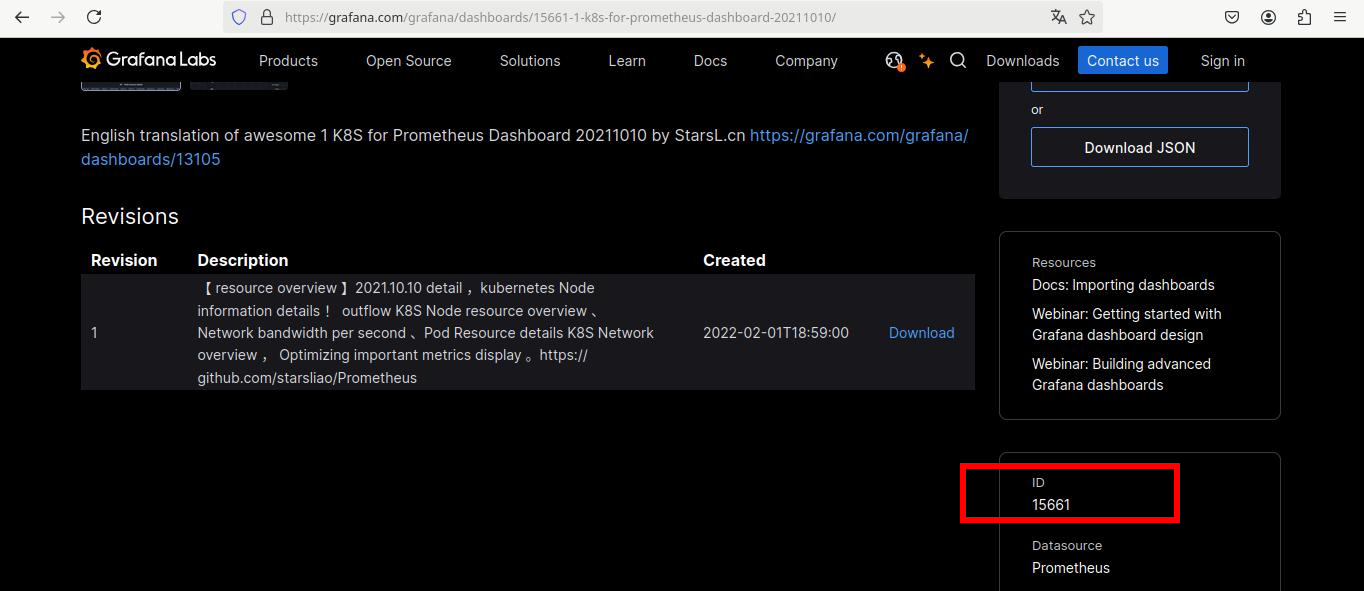 https://grafana.com/grafana/dashboards/15661-1-k8s-for-prometheus-dashboard-20211010/
Grafana Labs
Products
Open Source
Solutions
Learn
Docs
Company
Downloads
Contact us
Sign in
English translation of awesome 1 K8S for Prometheus Dashboard 20211010 by StarsL.cn https://grafana.com/grafana/
dashboards/13105
Revisions
Revision Description Created
1
【 resource overview 】2021.10.10 detail ，kubernetes Node
information details！ outflow K8S Node resource overview 、
Network bandwidth per second 、Pod Resource details K8S Network
overview ， Optimizing important metrics display 。https://
github.com/starsliao/Prometheus
2022-02-01T18:59:00
Download
or
Download JSON
Resources
Docs: Importing dashboards
Webinar: Getting started with
Grafana dashboard design
Webinar: Building advanced
Grafana dashboards
ID
15661
Datasource
Prometheus